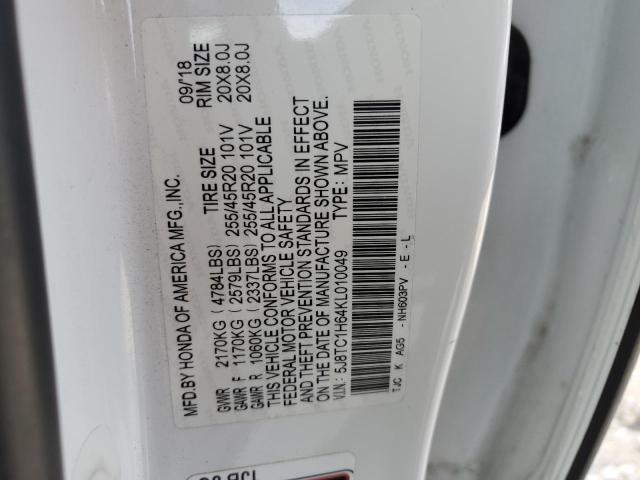 MFD.BY HONDA OF AMERICA MFG.,INC. 09/18
TIRE SIZE RIM SIZE
GVWR 2170KG (4784LBS)
GAWR F 1170KG (2579LBS) 255/45R20 101V 20X8.0J
GAWR R 1060KG (2337LBS) 255/45R20 101V 20X8.0J
THIS VEHICLE CONFORMS TO ALL APPLICABLE
FEDERAL MOTOR VEHICLE SAFETY
AND THEFT PREVENTION STANDARDS IN EFFECT
ON THE DATE OF MANUFACTURE SHOWN ABOVE.
V.I.N.: 5J8TC1H64KL010049 TYPE: MPV
TJC K AG5 -NH603PV - E - L